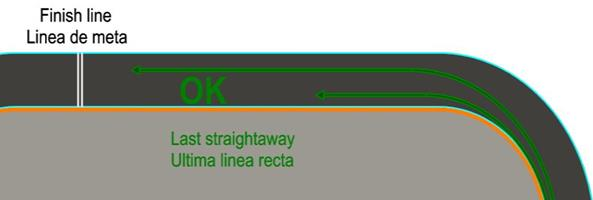 Finish line
Linea de meta
OK
Last straightaway
Ultima linea recta